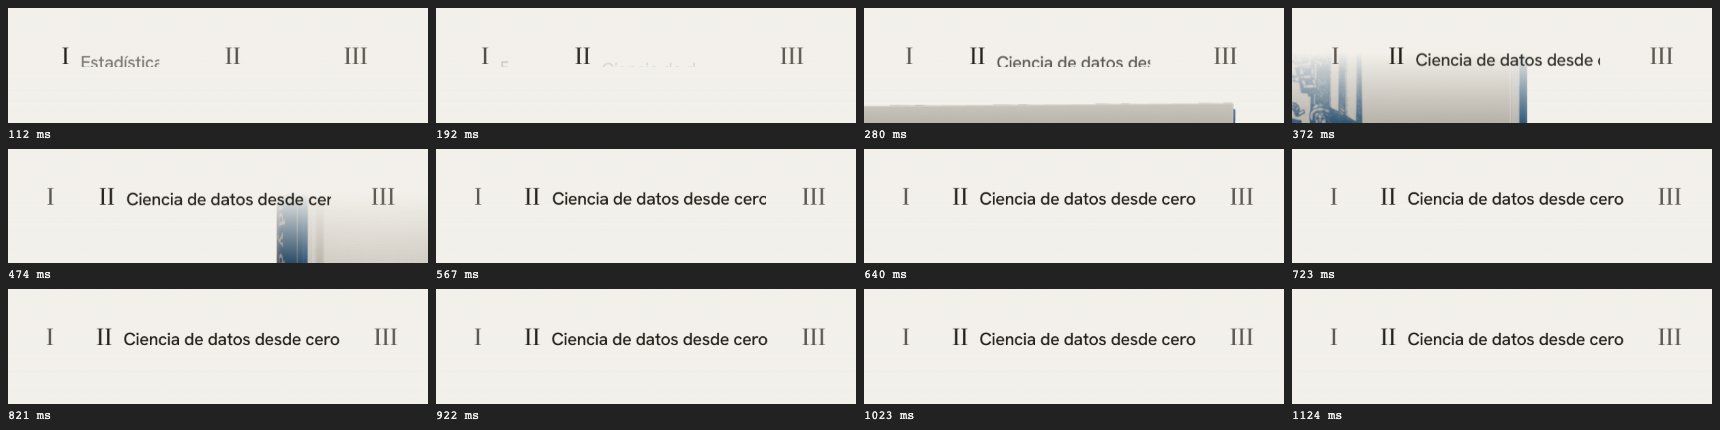 I Estadística II III
I II III
I II Ciencia de datos des III
I II Ciencia de datos desde III
112 ms
192 ms
280 ms
372 ms
I II Ciencia de datos desde cer III
I II Ciencia de datos desde cerc III
I II Ciencia de datos desde cero III
I II Ciencia de datos desde cero III
474 ms
567 ms
640 ms
723 ms
I II Ciencia de datos desde cero III
I II Ciencia de datos desde cero III
I II Ciencia de datos desde cero III
I II Ciencia de datos desde cero III
821 ms
922 ms
1023 ms
1124 ms